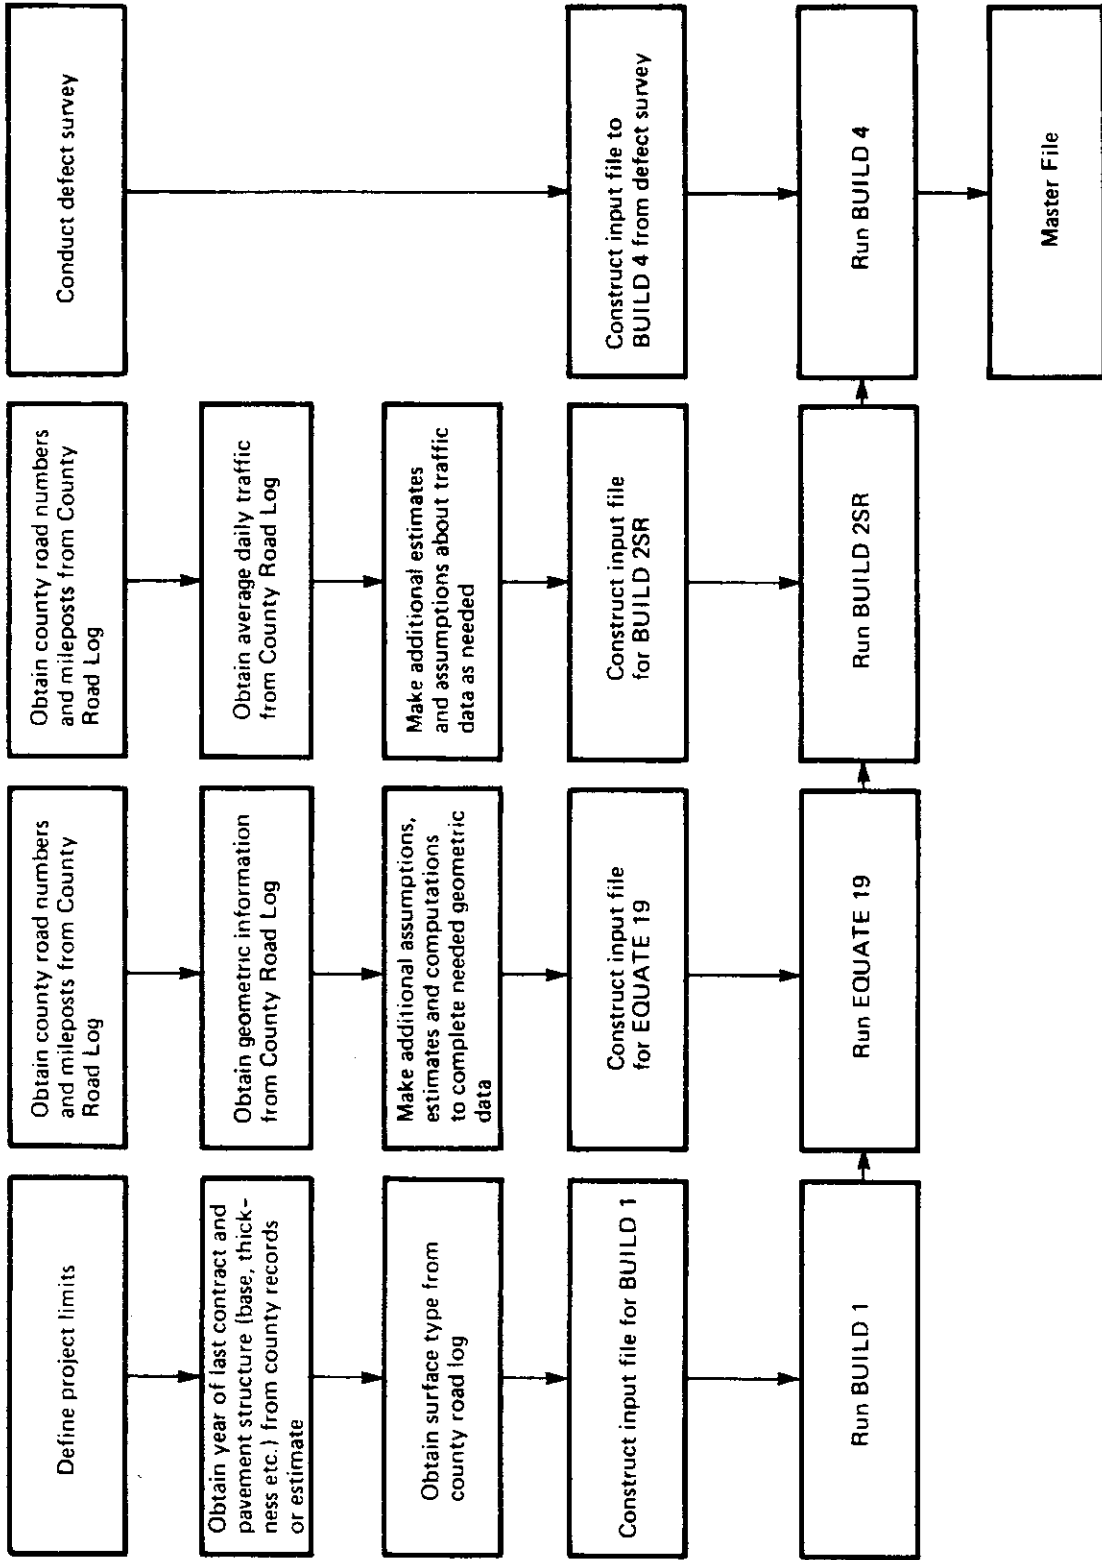 Define project limits
Obtain year of last contract and
pavement structure (base, thick-
ness etc.) from county records
or estimate
Obtain surface type from
county road log
Construct input file for BUILD 1
Run BUILD 1
Obtain county road numbers
and mileposts from County
Road Log
Obtain geometric information
from County Road Log
Make additional assumptions,
estimates and computations
to complete needed geometric
data
Construct input file
for EQUATE 19
Run EQUATE 19
Obtain county road numbers
and mileposts from County
Road Log
Obtain average daily traffic
from County Road Log
Make additional estimates
and assumptions about traffic
data as needed
Construct input file
for BUILD 2SR
Run BUILD 2SR
Conduct defect survey
Construct input file to
BUILD 4 from defect survey
Run BUILD 4
Master File